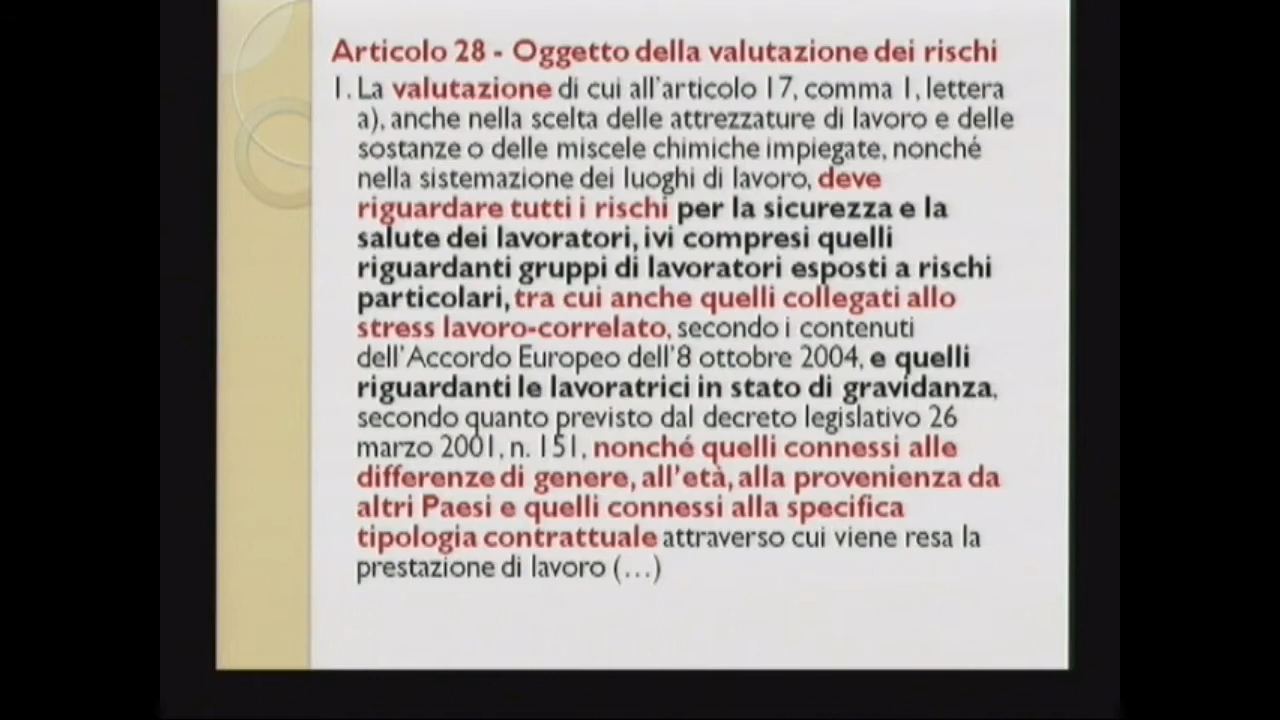 Articolo 28 - Oggetto della valutazione dei rischi
1. La valutazione di cui all'articolo 17, comma 1, lettera
a), anche nella scelta delle attrezzature di lavoro e delle
sostanze o delle miscele chimiche impiegate, nonché
nella sistemazione dei luoghi di lavoro, deve
riguardare tutti i rischi per la sicurezza e la
salute dei lavoratori, ivi compresi quelli
riguardanti gruppi di lavoratori esposti a rischi
particolari, tra cui anche quelli collegati allo
stress lavoro-correlato, secondo i contenuti
dell'Accordo Europeo dell'8 ottobre 2004, e quelli
riguardanti le lavoratrici in stato di gravidanza,
secondo quanto previsto dal decreto legislativo 26
marzo 2001, n. 151, nonché quelli connessi alle
differenze di genere, all'età, alla provenienza da
altri Paesi e quelli connessi alla specifica
tipologia contrattuale attraverso cui viene resa la
prestazione di lavoro (…)